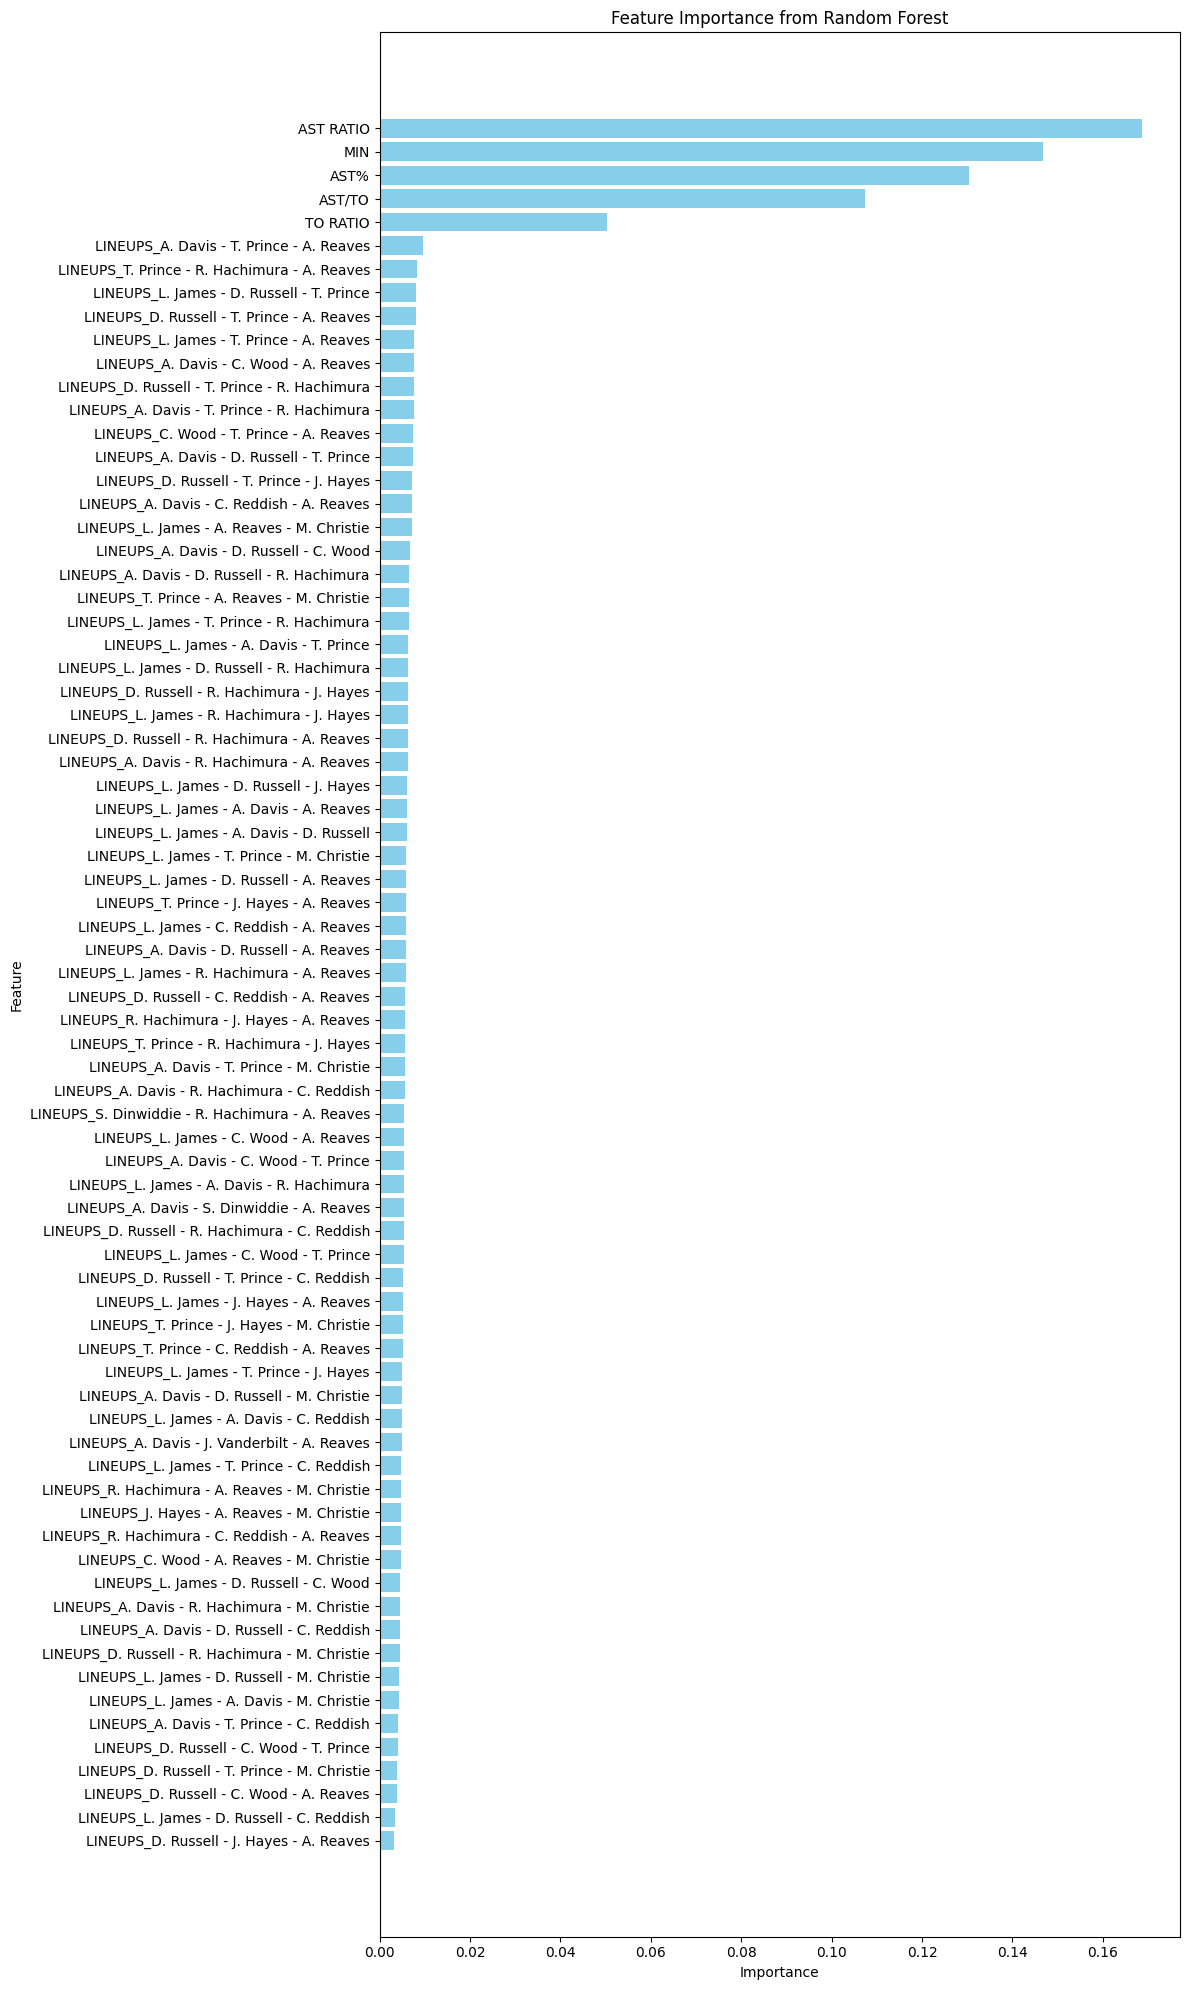 Feature Importance from Random Forest
AST RATIO
MIN
AST%
AST/TO
TO RATIO
LINEUPS_A. Davis - T. Prince - A. Reaves
LINEUPS_T. Prince - R. Hachimura - A. Reaves
LINEUPS_L. James - D. Russell - T. Prince
LINEUPS_D. Russell - T. Prince - A. Reaves
LINEUPS_L. James - T. Prince - A. Reaves
LINEUPS_A. Davis - C. Wood - A. Reaves
LINEUPS_D. Russell - T. Prince - R. Hachimura
LINEUPS_A. Davis - T. Prince - R. Hachimura
LINEUPS_C. Wood - T. Prince - A. Reaves
LINEUPS_A. Davis - D. Russell - T. Prince
LINEUPS_D. Russell - T. Prince - J. Hayes
LINEUPS_A. Davis - C. Reddish - A. Reaves
LINEUPS_L. James - A. Reaves - M. Christie
LINEUPS_A. Davis - D. Russell - C. Wood
LINEUPS_A. Davis - D. Russell - R. Hachimura
LINEUPS_T. Prince - A. Reaves - M. Christie
LINEUPS_L. James - T. Prince - R. Hachimura
LINEUPS_L. James - A. Davis - T. Prince
LINEUPS_L. James - D. Russell - R. Hachimura
LINEUPS_D. Russell - R. Hachimura - J. Hayes
LINEUPS_L. James - R. Hachimura - J. Hayes
LINEUPS_D. Russell - R. Hachimura - A. Reaves
LINEUPS_A. Davis - R. Hachimura - A. Reaves
LINEUPS_L. James - D. Russell - J. Hayes
LINEUPS_L. James - A. Davis - A. Reaves
LINEUPS_L. James - A. Davis - D. Russell
LINEUPS_L. James - T. Prince - M. Christie
LINEUPS_L. James - D. Russell - A. Reaves
LINEUPS_T. Prince - J. Hayes - A. Reaves
LINEUPS_L. James - C. Reddish - A. Reaves
LINEUPS_A. Davis - D. Russell - A. Reaves
LINEUPS_L. James - R. Hachimura - A. Reaves
LINEUPS_D. Russell - C. Reddish - A. Reaves
LINEUPS_R. Hachimura - J. Hayes - A. Reaves
LINEUPS_T. Prince - R. Hachimura - J. Hayes
LINEUPS_A. Davis - T. Prince - M. Christie
LINEUPS_A. Davis - R. Hachimura - C. Reddish
LINEUPS_S. Dinwiddie - R. Hachimura - A. Reaves
LINEUPS_L. James - C. Wood - A. Reaves
LINEUPS_A. Davis - C. Wood - T. Prince
LINEUPS_L. James - A. Davis - R. Hachimura
LINEUPS_A. Davis - S. Dinwiddie - A. Reaves
LINEUPS_D. Russell - R. Hachimura - C. Reddish
LINEUPS_L. James - C. Wood - T. Prince
LINEUPS_D. Russell - T. Prince - C. Reddish
LINEUPS_L. James - J. Hayes - A. Reaves
LINEUPS_T. Prince - J. Hayes - M. Christie
LINEUPS_T. Prince - C. Reddish - A. Reaves
LINEUPS_L. James - T. Prince - J. Hayes
LINEUPS_A. Davis - D. Russell - M. Christie
LINEUPS_L. James - A. Davis - C. Reddish
LINEUPS_A. Davis - J. Vanderbilt - A. Reaves
LINEUPS_L. James - T. Prince - C. Reddish
LINEUPS_R. Hachimura - A. Reaves - M. Christie
LINEUPS_J. Hayes - A. Reaves - M. Christie
LINEUPS_R. Hachimura - C. Reddish - A. Reaves
LINEUPS_C. Wood - A. Reaves - M. Christie
LINEUPS_L. James - D. Russell - C. Wood
LINEUPS_A. Davis - R. Hachimura - M. Christie
LINEUPS_A. Davis - D. Russell - C. Reddish
LINEUPS_D. Russell - R. Hachimura - M. Christie
LINEUPS_L. James - D. Russell - M. Christie
LINEUPS_L. James - A. Davis - M. Christie
LINEUPS_A. Davis - T. Prince - C. Reddish
LINEUPS_D. Russell - C. Wood - T. Prince
LINEUPS_D. Russell - T. Prince - M. Christie
LINEUPS_D. Russell - C. Wood - A. Reaves
LINEUPS_L. James - D. Russell - C. Reddish
LINEUPS_D. Russell - J. Hayes - A. Reaves
Feature
0.00 0.02 0.04 0.06 0.08 0.10 0.12 0.14 0.16
Importance